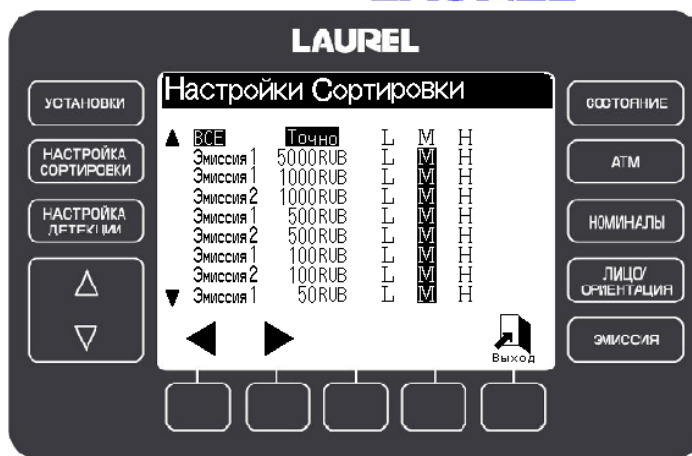 LAUREL
УСТАНОВКИ
НАСТРОЙКА
СОРТИРОВКИ
НАСТРОЙКА
ДЕТЕКЦИИ
Настройки Сортировки
ВСЕ Точно L M H
Эмиссия 1 5000RUB L M H
Эмиссия 1 1000RUB L M H
Эмиссия 2 1000RUB L M H
Эмиссия 1 500RUB L M H
Эмиссия 2 500RUB L M H
Эмиссия 1 100RUB L M H
Эмиссия 2 100RUB L M H
Эмиссия 1 50RUB L M H
Выход
СОСТОЯНИЕ
ATM
НОМИНАЛЫ
ЛИЦО/
ОРИЕНТАЦИЯ
ЭМИССИЯ